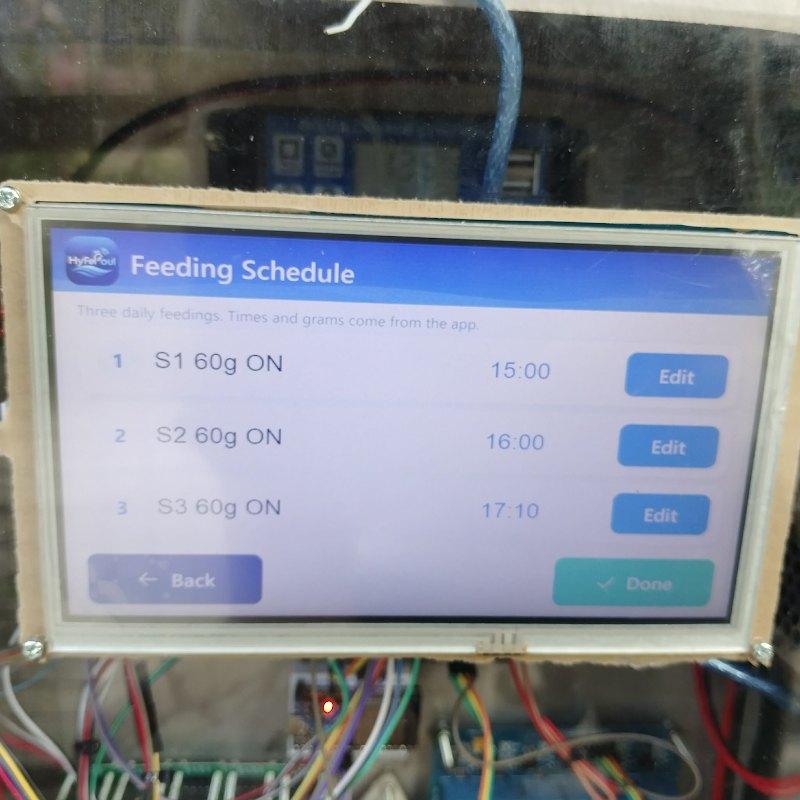 HyFePoul
Feeding Schedule
Three daily feedings. Times and grams come from the app.
1 S1 60g ON 15:00 Edit
2 S2 60g ON 16:00 Edit
3 S3 60g ON 17:10 Edit
← Back
✓ Done